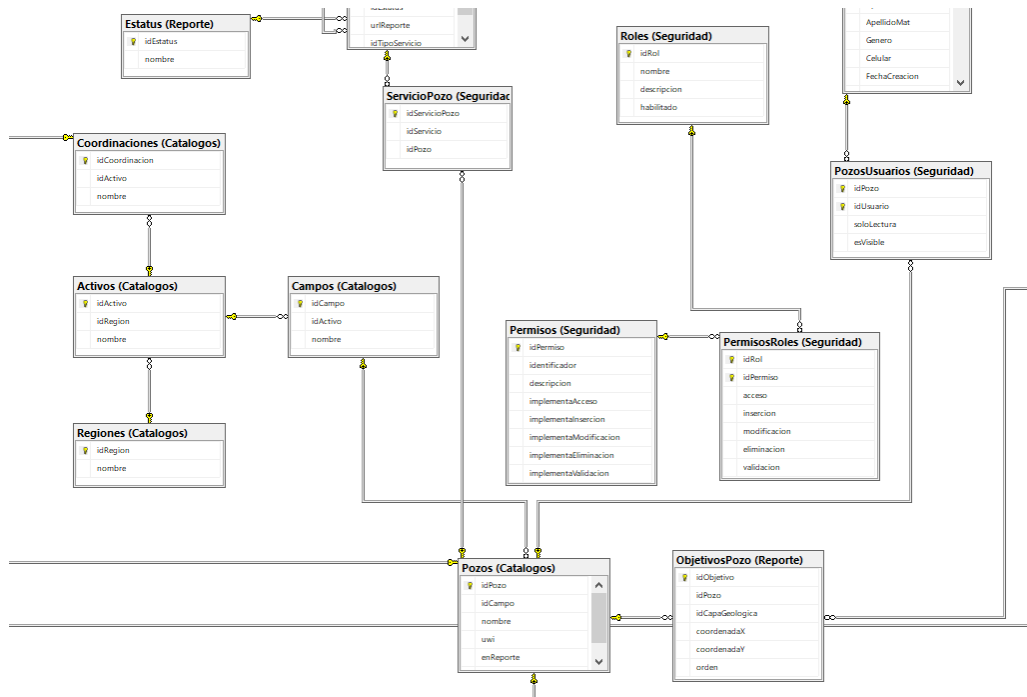 Estatus (Reporte)
idEstatus
nombre
urlReporte
idTipoServicio
ServicioPozo (Seguridad
idServicioPozo
idServicio
idPozo
Roles (Seguridad)
idRol
nombre
descripcion
habilitado
ApellidoMat
Genero
Celular
FechaCreacion
Coordinaciones (Catalogos)
idCoordinacion
idActivo
nombre
PozosUsuarios (Seguridad)
idPozo
idUsuario
soloLectura
esVisible
Activos (Catalogos)
idActivo
idRegion
nombre
Campos (Catalogos)
idCampo
idActivo
nombre
Permisos (Seguridad)
idPermiso
identificador
descripcion
implementaAcceso
implementaInsercion
implementaModificacion
implementaEliminacion
implementaValidacion
PermisosRoles (Seguridad)
idRol
idPermiso
acceso
insercion
modificacion
eliminacion
validacion
Regiones (Catalogos)
idRegion
nombre
Pozos (Catalogos)
idPozo
idCampo
nombre
uwi
enReporte
ObjetivosPozo (Reporte)
idObjetivo
idPozo
idCapaGeologica
coordenadaX
coordenadaY
orden